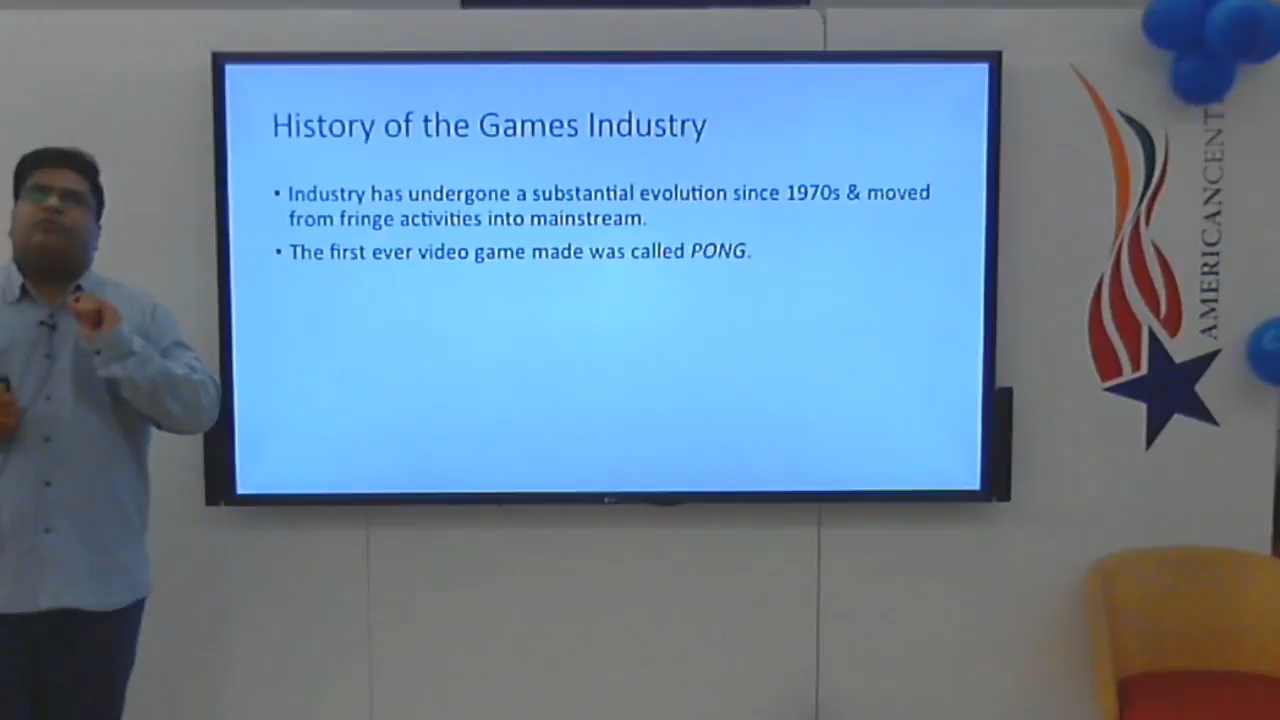 History of the Games Industry
• Industry has undergone a substantial evolution since 1970s & moved
from fringe activities into mainstream.
• The first ever video game made was called PONG.
AMERICANCENT